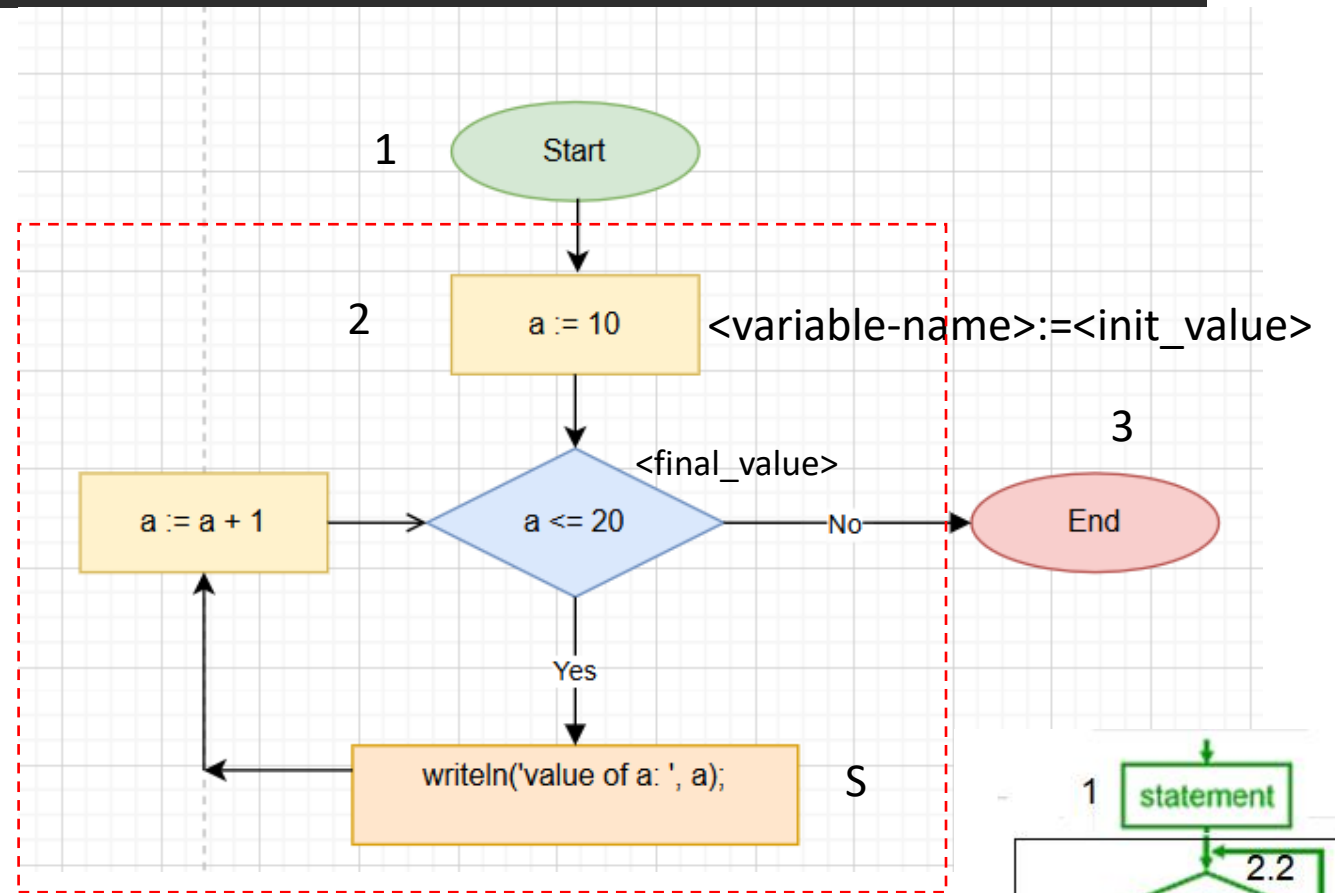 1
Start
2
a := 10
<variable-name>:=<init_value>
3
<final_value>
a := a + 1
a <= 20
No
End
Yes
writeln('value of a: ', a);
S
1
statement
2.2